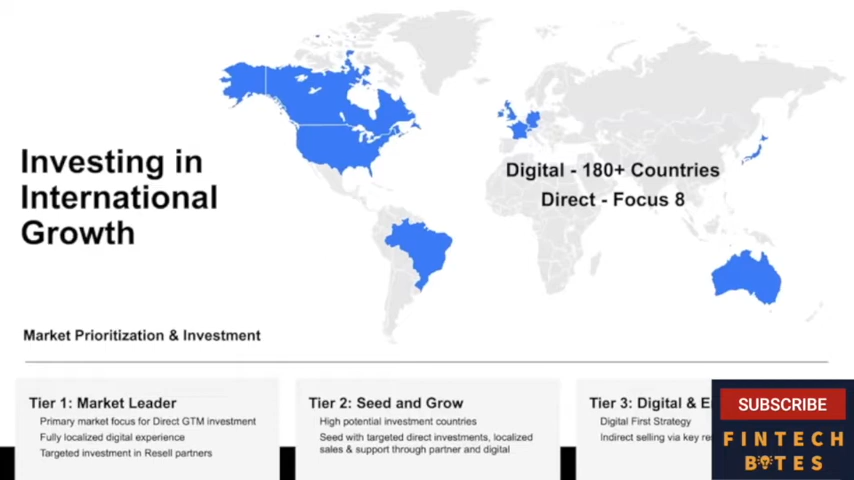 Investing in
International
Growth
Digital - 180+ Countries
Direct - Focus 8
Market Prioritization & Investment
Tier 1: Market Leader
Primary market focus for Direct GTM investment
Fully localized digital experience
Targeted investment in Resell partners
Tier 2: Seed and Grow
High potential investment countries
Seed with targeted direct investments, localized
sales & support through partner and digital
Tier 3: Digital &
Digital First Strategy
Indirect selling via key
SUBSCRIBE
FINTECH
BITES